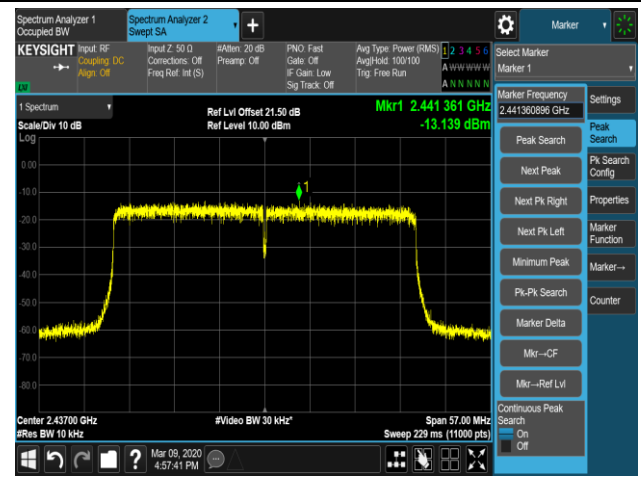 Spectrum Analyzer 1
Occupied BW
Spectrum Analyzer 2
Swept SA
+
Marker
KEYSIGHT
Input: RF
Coupling: DC
Align: Off
Input Z: 50 Ω
Corrections: Off
Freq Ref: Int (S)
#Atten: 20 dB
Preamp: Off
PNO: Fast
Gate: Off
IF Gain: Low
Sig Track: Off
Avg Type: Power (RMS)
Avg|Hold: 100/100
Trig: Free Run
1 2 3 4 5 6
A W W W W W
A N N N N N
LXI
Select Marker
Marker 1
1 Spectrum
Scale/Div 10 dB
Log
Ref Lvl Offset 21.50 dB
Ref Level 10.00 dBm
Mkr1 2.441 361 GHz
-13.139 dBm
0.00
-10.0
-20.0
-30.0
-40.0
-50.0
-60.0
-70.0
-80.0
1
Center 2.43700 GHz
#Res BW 10 kHz
#Video BW 30 kHz*
Span 57.00 MHz
Sweep 229 ms (11000 pts)
Marker Frequency
2.441360896 GHz
Peak Search
Next Peak
Next Pk Right
Next Pk Left
Minimum Peak
Pk-Pk Search
Marker Delta
Mkr→CF
Mkr→Ref Lvl
Continuous Peak
Search
On
Off
Settings
Peak
Search
Pk Search
Config
Properties
Marker
Function
Marker→
Counter
?
Mar 09, 2020
4:57:41 PM